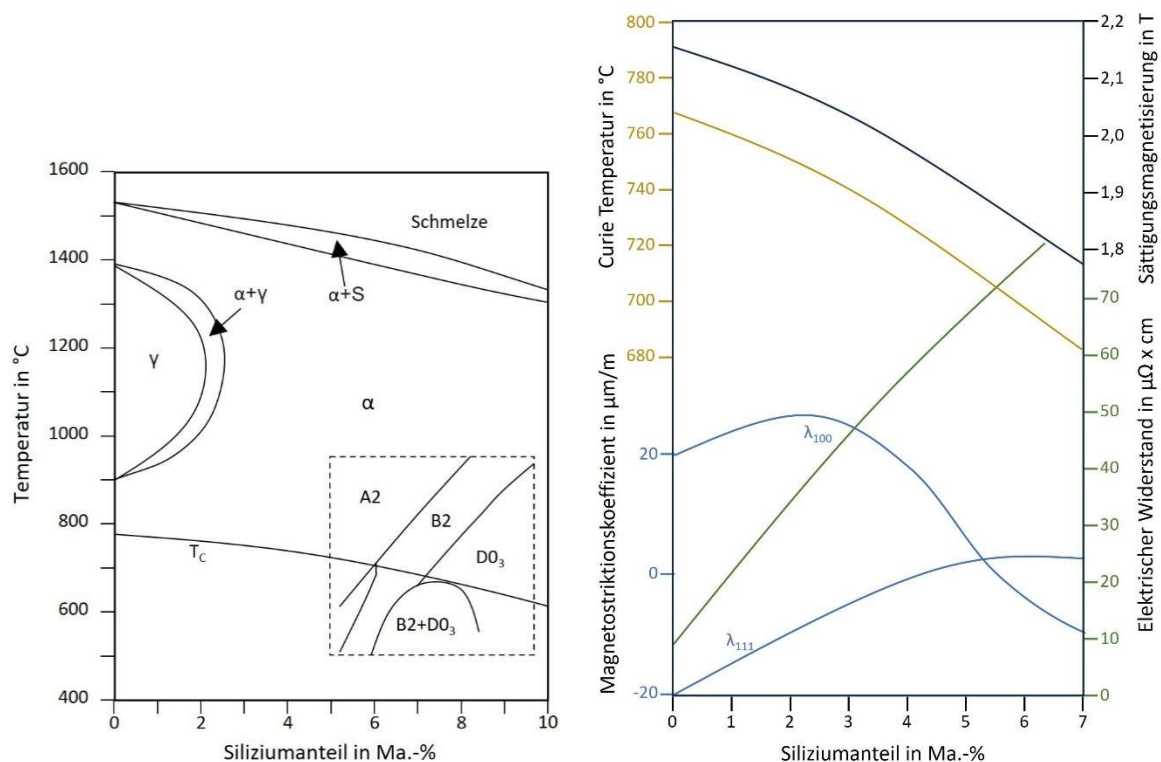 1600
1400
1200
1000
800
600
400
Temperatur in °C
0
2
4
6
8
10
Siliziumanteil in Ma.-%
Schmelze
α+S
α+γ
γ
α
A2
B2
D0₃
B2+D0₃
T_C
800
780
760
740
720
700
680
Curie Temperatur in °C
20
0
-20
Magnetostriktionskoeffizient in µm/m
2,2
2,1
2,0
1,9
1,8
Sättigungsmagnetisierung in T
70
60
50
40
30
20
10
0
Elektrischer Widerstand in µΩ x cm
λ₁₀₀
λ₁₁₁
0
1
2
3
4
5
6
7
Siliziumanteil in Ma.-%